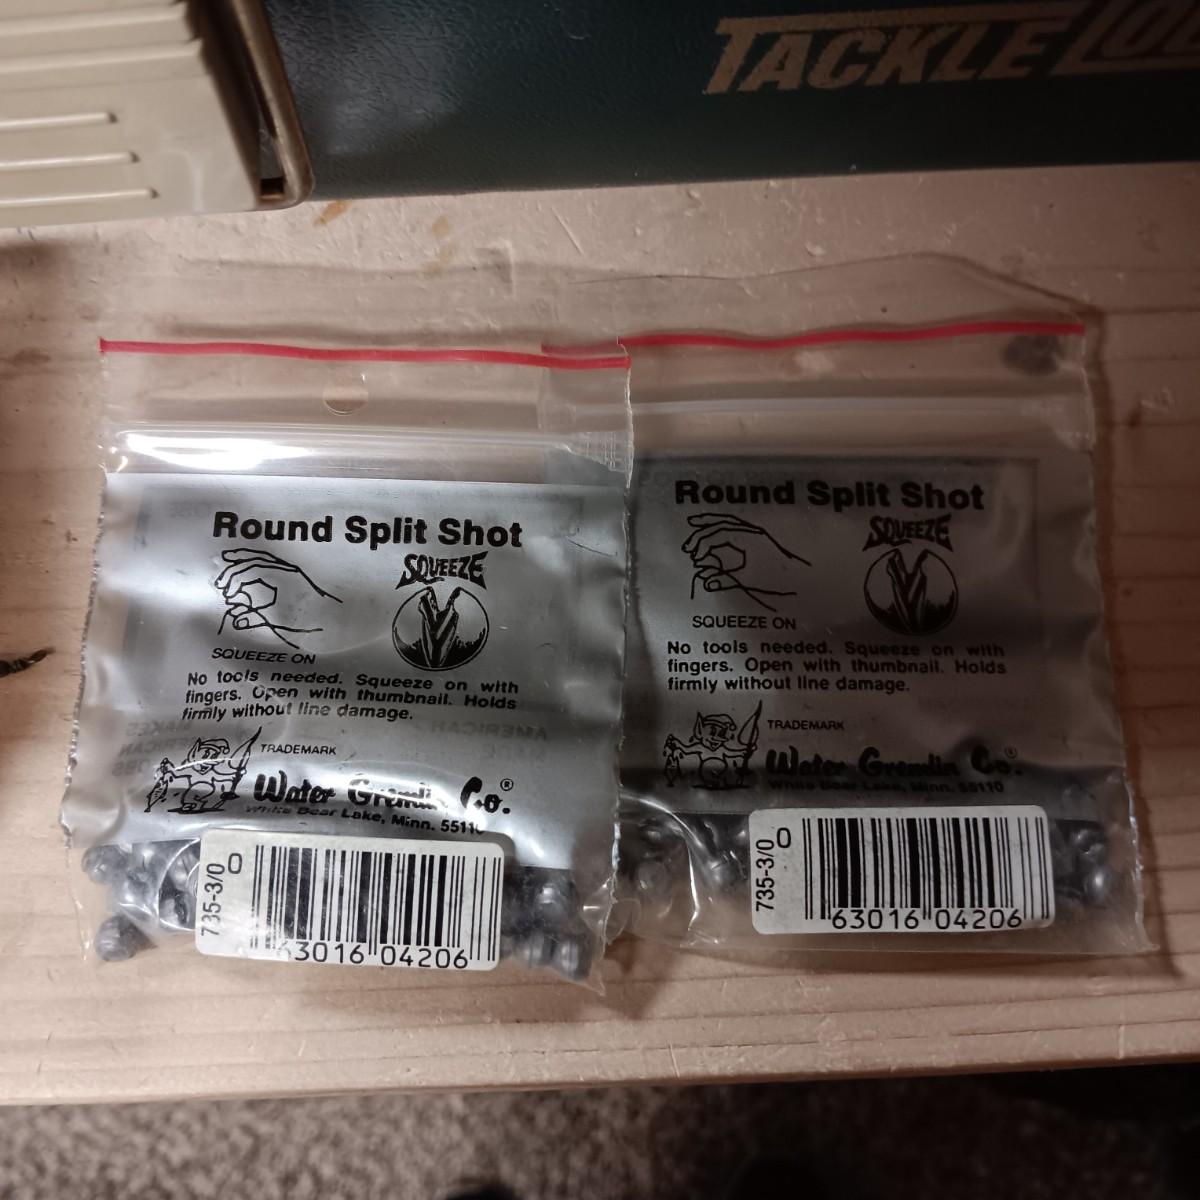 TACKLE
Round Split Shot
SQUEEZE
SQUEEZE ON
No tools needed. Squeeze on with
fingers. Open with thumbnail. Holds
firmly without line damage.
TRADEMARK
Water Gremlin Co.®
White Bear Lake, Minn. 55110
735-3/0
0
63016 04206
Round Split Shot
SQUEEZE
SQUEEZE ON
No tools needed. Squeeze on with
fingers. Open with thumbnail. Holds
firmly without line damage.
TRADEMARK
Water Gremlin Co.®
White Bear Lake, Minn. 55110
735-3/0
0
63016 04206